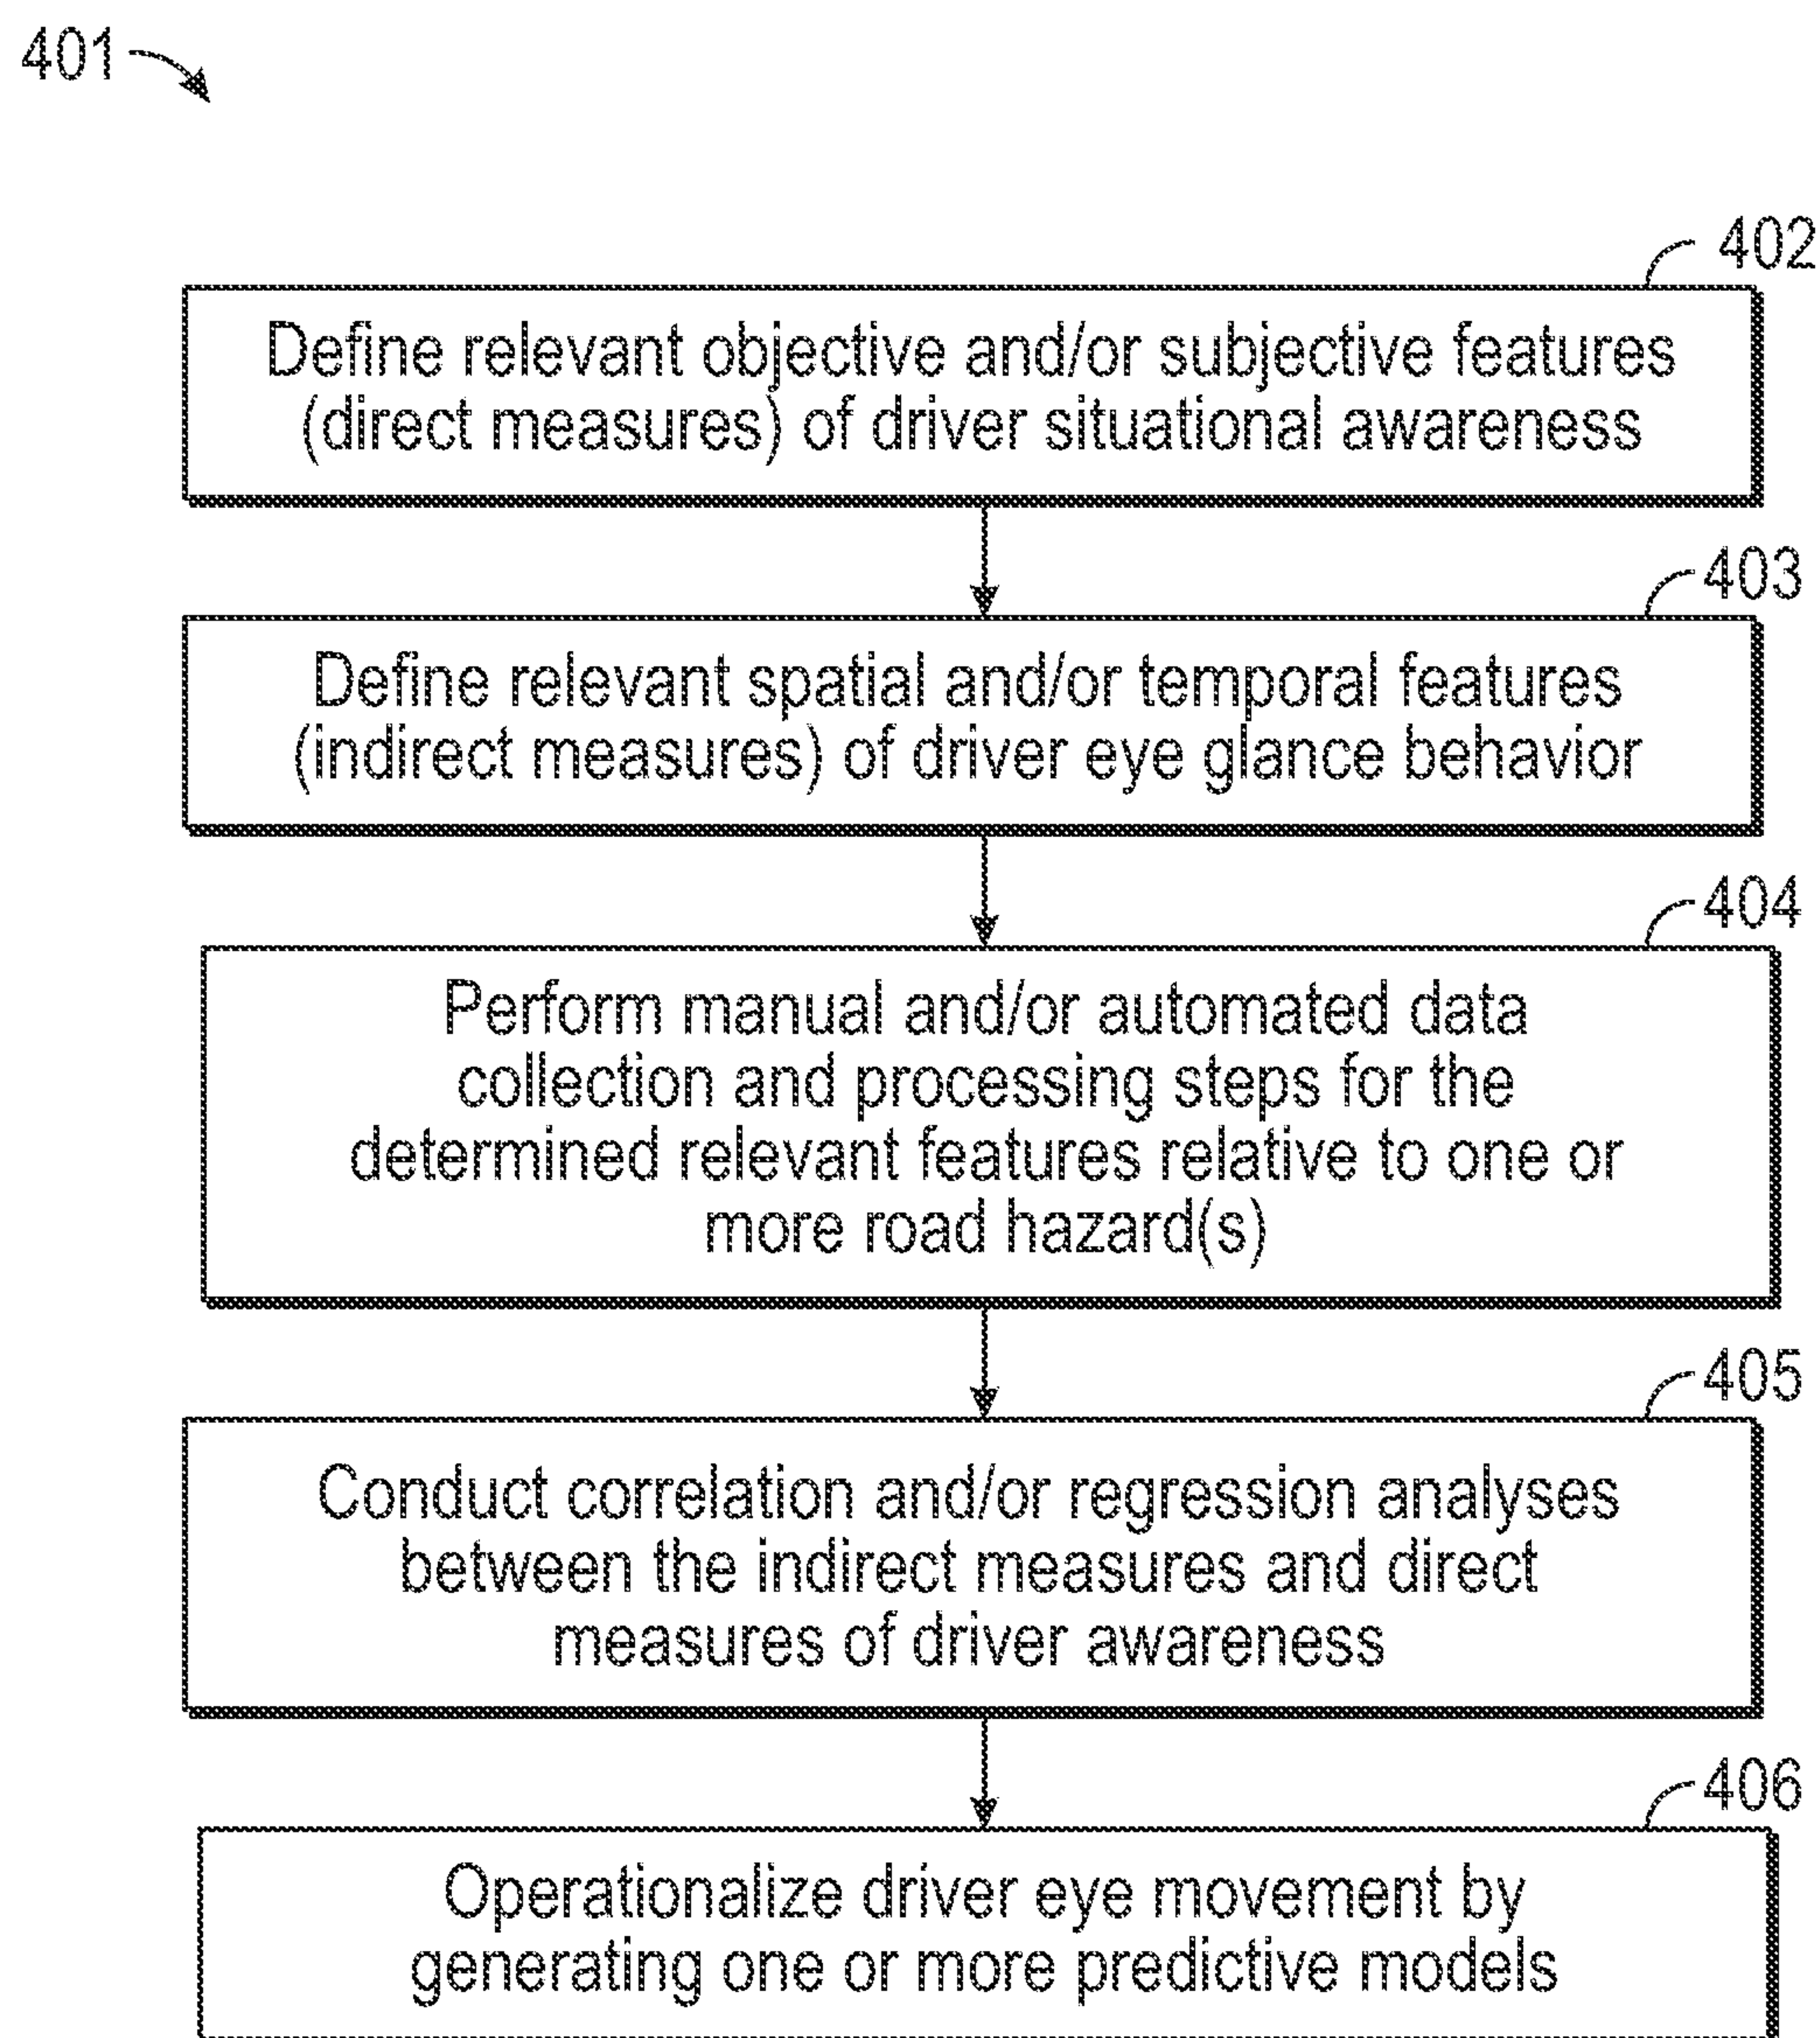 401
402
Define relevant objective and/or subjective features
(direct measures) of driver situational awareness
403
Define relevant spatial and/or temporal features
(indirect measures) of driver eye glance behavior
404
Perform manual and/or automated data
collection and processing steps for the
determined relevant features relative to one or
more road hazard(s)
405
Conduct correlation and/or regression analyses
between the indirect measures and direct
measures of driver awareness
406
Operationalize driver eye movement by
generating one or more predictive models